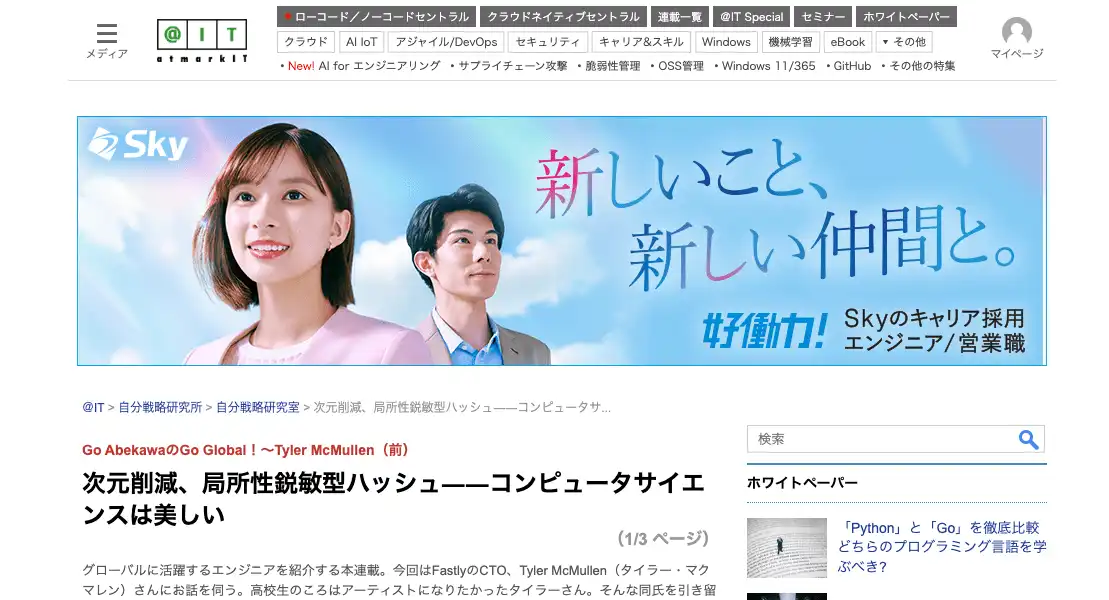 メディア
@IT
atmarkIT
ローコード／ノーコードセントラル
クラウドネイティブセントラル
連載一覧
@IT Special
セミナー
ホワイトペーパー
クラウド
AI IoT
アジャイル/DevOps
セキュリティ
キャリア&スキル
Windows
機械学習
eBook
▼ その他
・New! AI for エンジニアリング ・サプライチェーン攻撃 ・脆弱性管理 ・OSS管理 ・Windows 11/365 ・GitHub ・その他の特集
マイページ
Sky
新しいこと、
新しい仲間と。
好働力!
Skyのキャリア採用
エンジニア/営業職
@IT > 自分戦略研究所 > 自分戦略研究室 > 次元削減、局所性鋭敏型ハッシュ――コンピュータサ...
Go AbekawaのGo Global！〜Tyler McMullen（前）
次元削減、局所性鋭敏型ハッシュ――コンピュータサイエ
ンスは美しい
（1/3 ページ）
グローバルに活躍するエンジニアを紹介する本連載。今回はFastlyのCTO、Tyler McMullen（タイラー・マク
マレン）さんにお話を伺う。高校生のころはアーティストになりたかったタイラーさん。そんな同氏を引き留
検索
ホワイトペーパー
「Python」と「Go」を徹底比較
どちらのプログラミング言語を学
ぶべき?